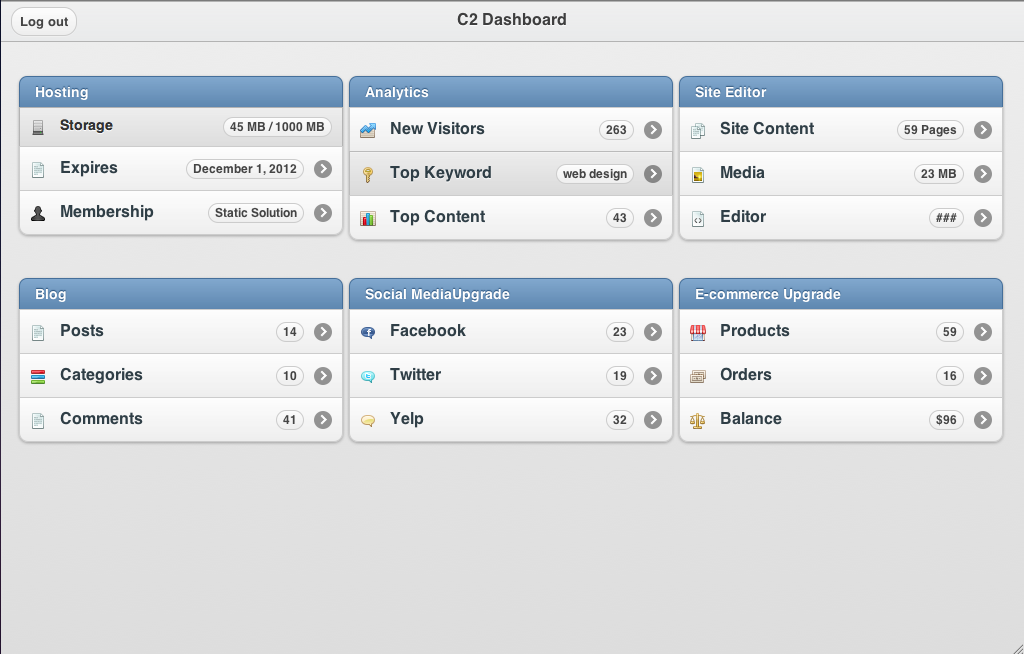 Log out
C2 Dashboard
Hosting
Storage 45 MB / 1000 MB
Expires December 1, 2012
Membership Static Solution
Analytics
New Visitors 263
Top Keyword web design
Top Content 43
Site Editor
Site Content 59 Pages
Media 23 MB
Editor ###
Blog
Posts 14
Categories 10
Comments 41
Social MediaUpgrade
Facebook 23
Twitter 19
Yelp 32
E-commerce Upgrade
Products 59
Orders 16
Balance $96